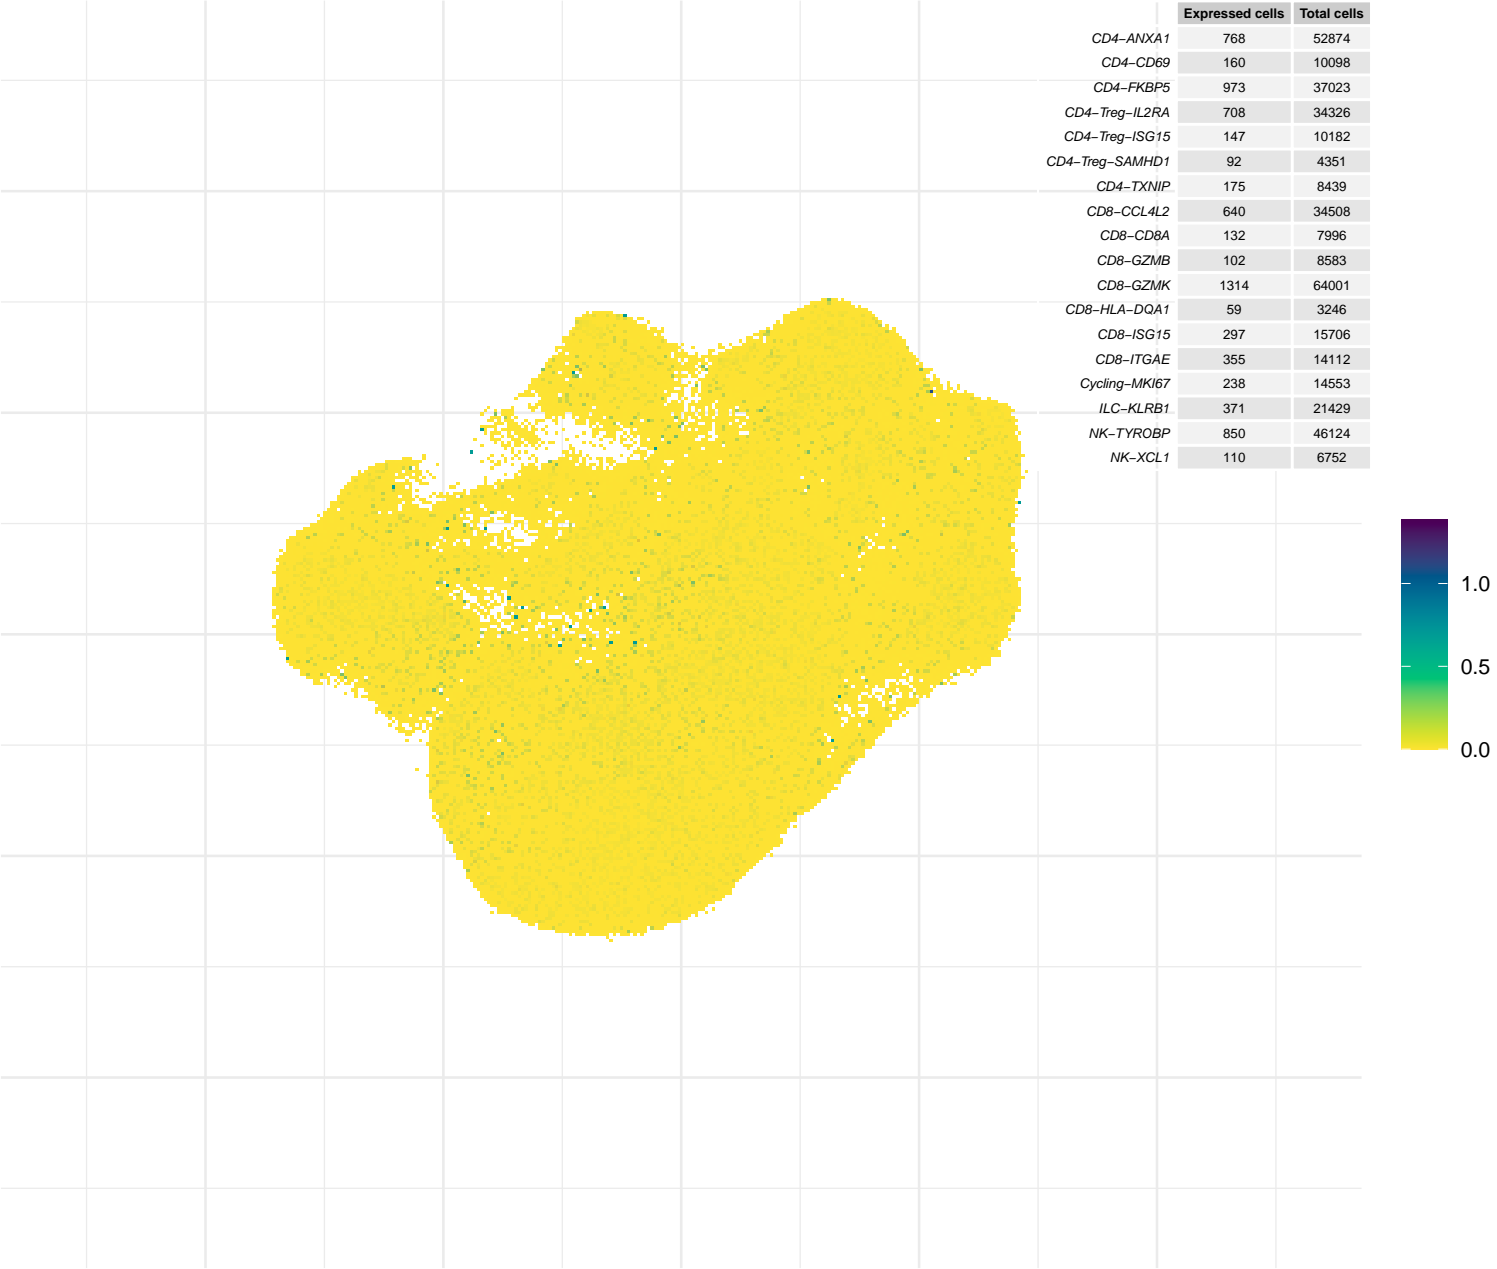 Expressed cells Total cells
CD4−ANXA1 768 52874
CD4−CD69 160 10098
CD4−FKBP5 973 37023
CD4−Treg−IL2RA 708 34326
CD4−Treg−ISG15 147 10182
CD4−Treg−SAMHD1 92 4351
CD4−TXNIP 175 8439
CD8−CCL4L2 640 34508
CD8−CD8A 132 7996
CD8−GZMB 102 8583
CD8−GZMK 1314 64001
CD8−HLA−DQA1 59 3246
CD8−ISG15 297 15706
CD8−ITGAE 355 14112
Cycling−MKI67 238 14553
ILC−KLRB1 371 21429
NK−TYROBP 850 46124
NK−XCL1 110 6752
1.0
0.5
0.0